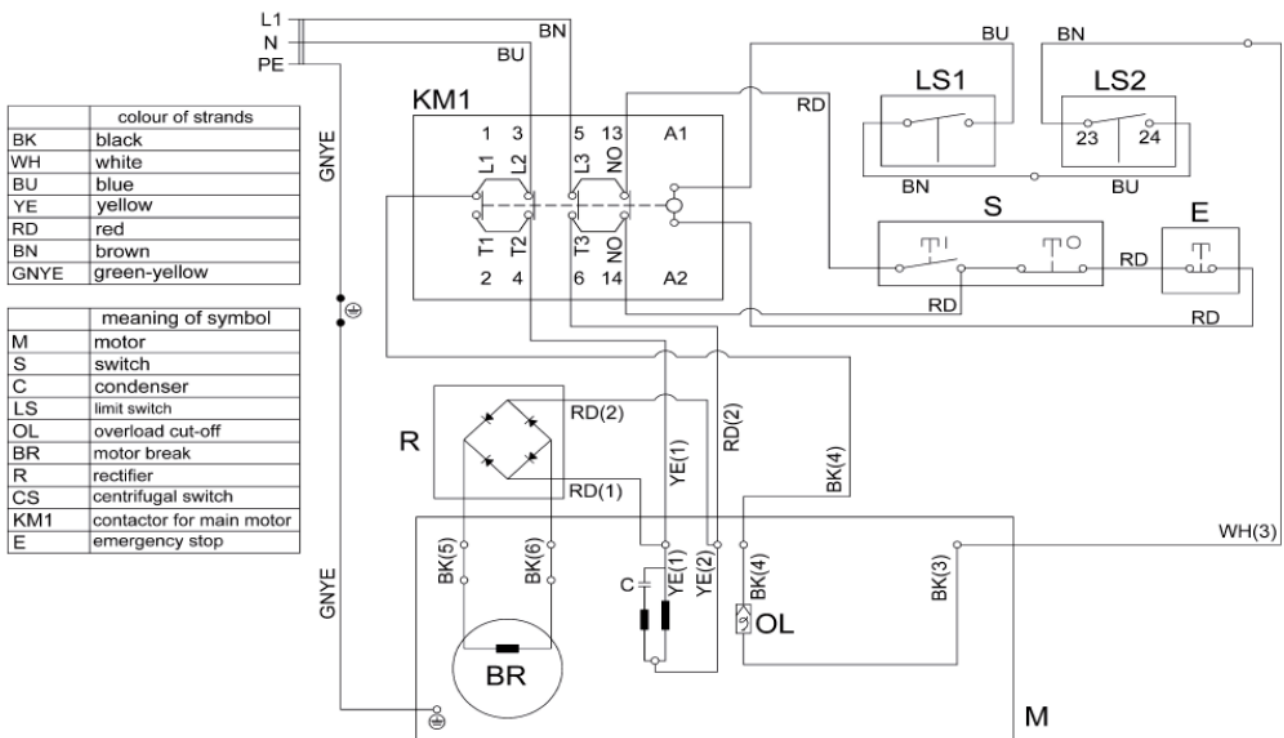 L1
N
PE
BN
BU
BU
BN
colour of strands
BK black
WH white
BU blue
YE yellow
RD red
BN brown
GNYE green-yellow
meaning of symbol
M motor
S switch
C condenser
LS limit switch
OL overload cut-off
BR motor break
R rectifier
CS centrifugal switch
KM1 contactor for main motor
E emergency stop
GNYE
GNYE
KM1
1 3 5 13 A1
L1 L2 L3 NO
T1 T2 T3 NO
2 4 6 14 A2
RD
LS1
LS2
23 24
BN
BU
S
E
I
O
RD
RD
RD
R
RD(2)
RD(1)
YE(1)
RD(2)
BK(4)
WH(3)
BK(5)
BK(6)
C
YE(1)
YE(2)
BK(4)
BK(3)
OL
BR
M